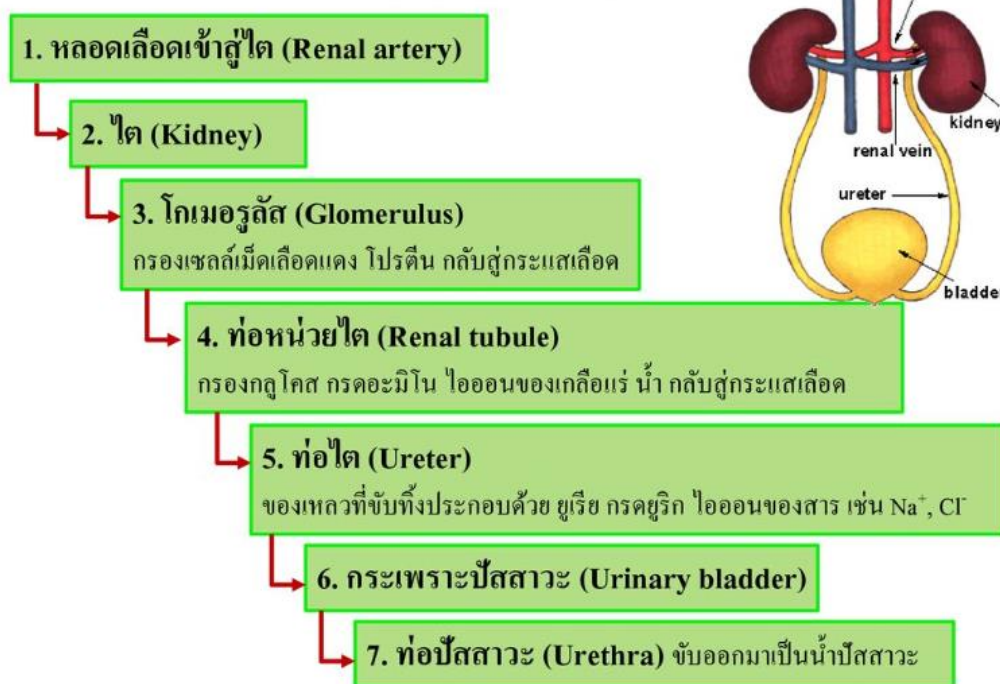 1. หลอดเลือดเข้าสู่ไต (Renal artery)
2. ไต (Kidney)
3. โกเมอรูลัส (Glomerulus)
กรองเซลล์เม็ดเลือดแดง โปรตีน กลับสู่กระแสเลือด
4. ท่อหน่วยไต (Renal tubule)
กรองกลูโคส กรดอะมิโน ไอออนของเกลือแร่ น้ำ กลับสู่กระแสเลือด
5. ท่อไต (Ureter)
ของเหลวที่ขับทิ้งประกอบด้วย ยูเรีย กรดยูริก ไอออนของสาร เช่น Na⁺, Cl⁻
6. กระเพราะปัสสาวะ (Urinary bladder)
7. ท่อปัสสาวะ (Urethra) ขับออกมาเป็นน้ำปัสสาวะ
kidney
renal vein
ureter
bladder